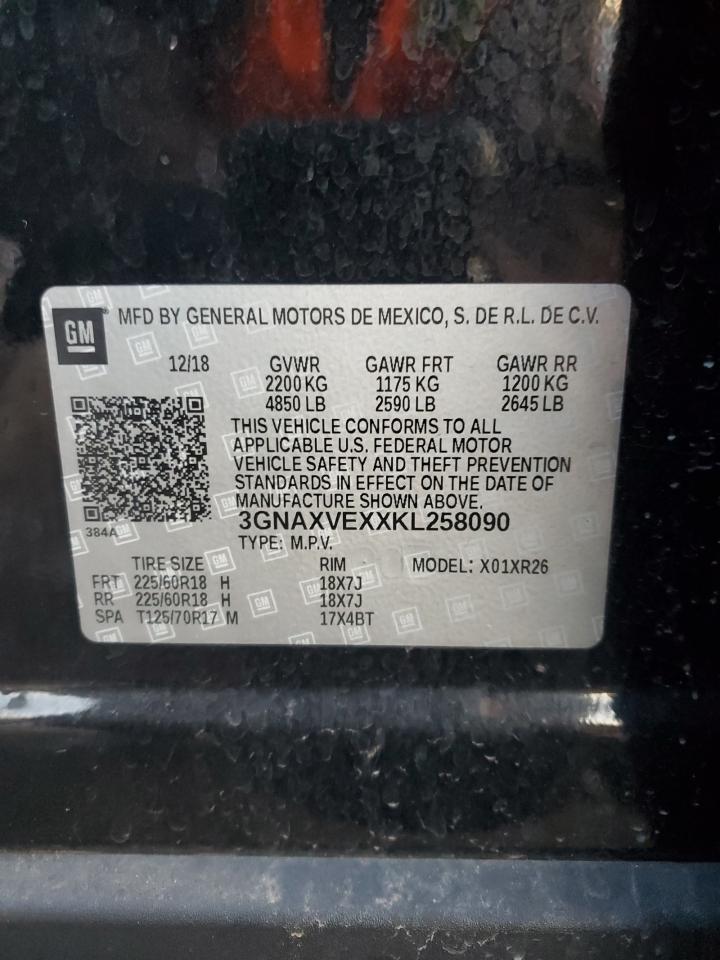 GM
MFD BY GENERAL MOTORS DE MEXICO, S. DE R.L. DE C.V.
12/18 GVWR GAWR FRT GAWR RR
2200 KG 1175 KG 1200 KG
4850 LB 2590 LB 2645 LB
THIS VEHICLE CONFORMS TO ALL
APPLICABLE U.S. FEDERAL MOTOR
VEHICLE SAFETY AND THEFT PREVENTION
STANDARDS IN EFFECT ON THE DATE OF
MANUFACTURE SHOWN ABOVE.
384A
3GNAXVEXXKL258090
TYPE: M.P.V.
TIRE SIZE RIM MODEL: X01XR26
FRT 225/60R18 H 18X7J
RR 225/60R18 H 18X7J
SPA T125/70R17 M 17X4BT